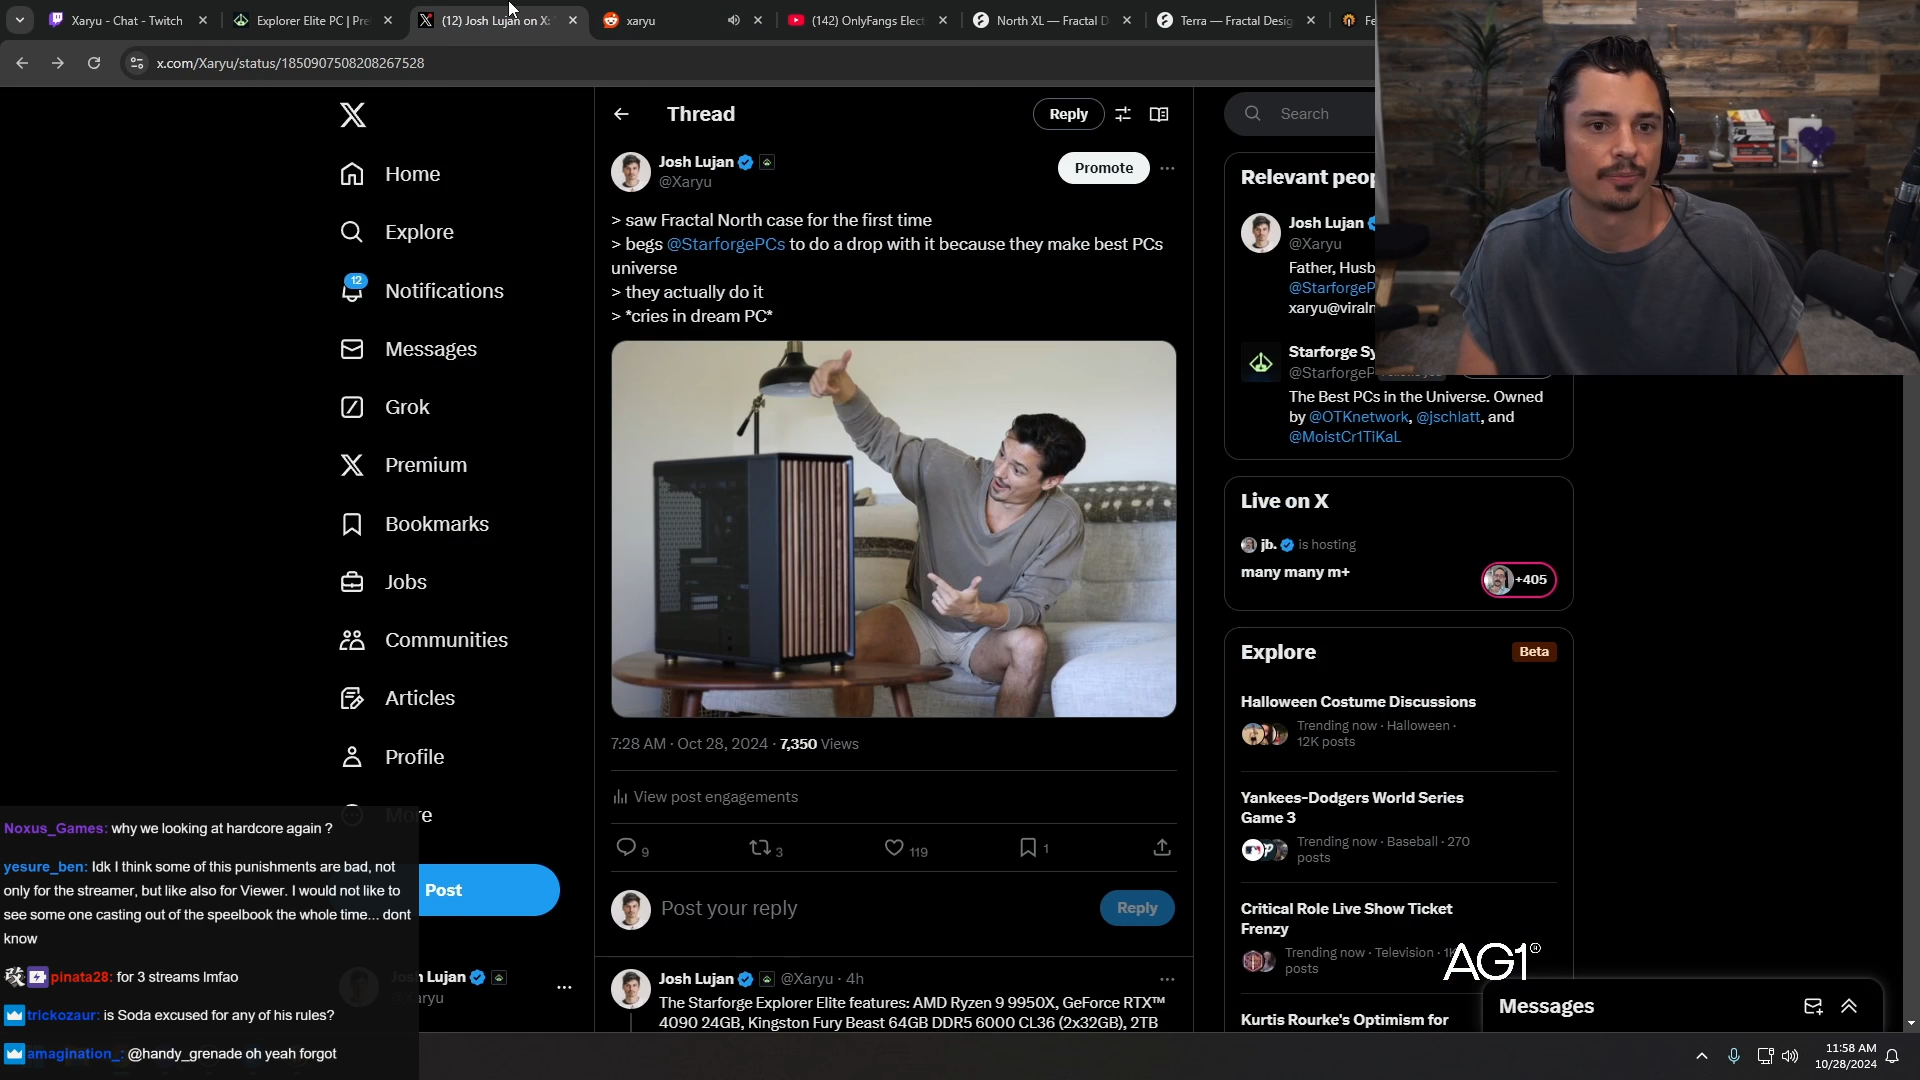 Xaryu - Chat - Twitch
Explorer Elite PC | Pre
(12) Josh Lujan on X:
xaryu
(142) OnlyFangs Elect
North XL — Fractal D
Terra — Fractal Desig
Fe
x.com/Xaryu/status/1850907508208267528
Home
Explore
12
Notifications
Messages
Grok
Premium
Bookmarks
Jobs
Communities
Articles
Profile
More
Post
Josh Lujan
Thread
Reply
Josh Lujan
@Xaryu
Promote
> saw Fractal North case for the first time
> begs @StarforgePCs to do a drop with it because they make best PCs
universe
> they actually do it
> *cries in dream PC*
7:28 AM · Oct 28, 2024 · 7,350 Views
View post engagements
9
3
119
1
Post your reply
Reply
Josh Lujan @Xaryu · 4h
The Starforge Explorer Elite features: AMD Ryzen 9 9950X, GeForce RTX™
4090 24GB, Kingston Fury Beast 64GB DDR5 6000 CL36 (2x32GB), 2TB
Search
Relevant peop
Josh Lujan
@Xaryu
Father, Husb
@StarforgeP
xaryu@viraln
Starforge Sy
@StarforgeP
The Best PCs in the Universe. Owned
by @OTKnetwork, @jschlatt, and
@MoistCr1TiKaL
Live on X
jb. is hosting
many many m+
+405
Explore
Beta
Halloween Costume Discussions
Trending now · Halloween ·
12K posts
Yankees-Dodgers World Series
Game 3
Trending now · Baseball · 270
posts
Critical Role Live Show Ticket
Frenzy
Trending now · Television · 1K
posts
Kurtis Rourke's Optimism for
AG1®
Messages
Noxus_Games: why we looking at hardcore again ?
yesure_ben: Idk I think some of this punishments are bad, not
only for the streamer, but like also for Viewer. I would not like to
see some one casting out of the speelbook the whole time... dont
know
pinata28: for 3 streams lmfao
trickozaur: is Soda excused for any of his rules?
amagination_: @handy_grenade oh yeah forgot
11:58 AM
10/28/2024